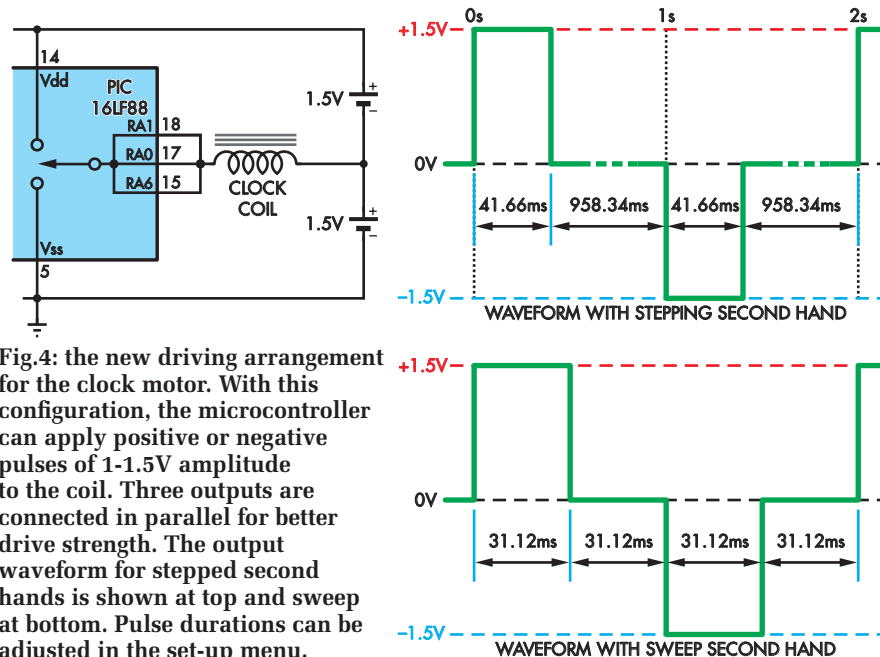 14
Vdd
PIC
16LF88
RA1 18
RA0 17
RA6 15
Vss
5
1.5V
+
–
CLOCK
COIL
1.5V
+
–
0s 1s 2s
+1.5V
0V
41.66ms 958.34ms 41.66ms 958.34ms
–1.5V
WAVEFORM WITH STEPPING SECOND HAND
Fig.4: the new driving arrangement
for the clock motor. With this
configuration, the microcontroller
can apply positive or negative
pulses of 1-1.5V amplitude
to the coil. Three outputs are
connected in parallel for better
drive strength. The output
waveform for stepped second
hands is shown at top and sweep
at bottom. Pulse durations can be
adjusted in the set-up menu.
+1.5V
0V
31.12ms 31.12ms 31.12ms 31.12ms
–1.5V
WAVEFORM WITH SWEEP SECOND HAND